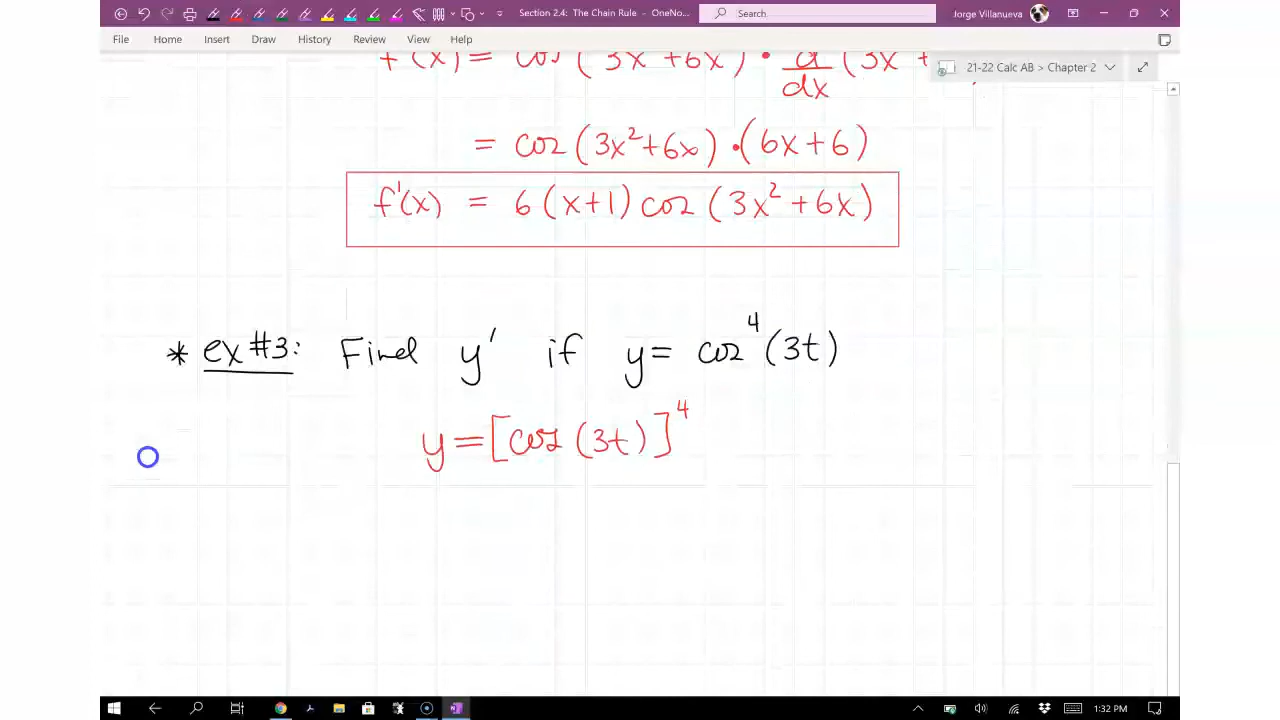 Section 2.4: The Chain Rule - OneNo...
Search
Jorge Villanueva
File Home Insert Draw History Review View Help
21-22 Calc AB > Chapter 2
= cos(3x²+6x)·(6x+6)
f'(x) = 6(x+1)cos(3x²+6x)
* ex #3: Find y' if y= cos⁴(3t)
y=[cos(3t)]⁴
1:32 PM